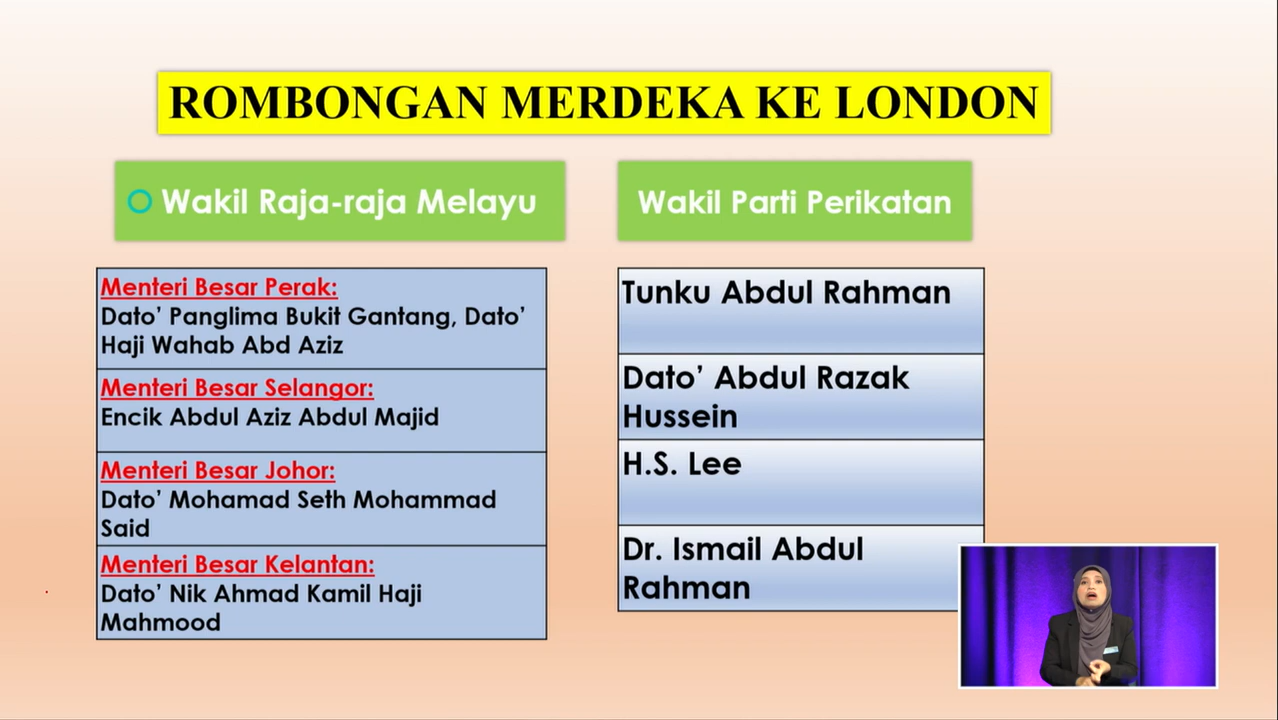 ROMBONGAN MERDEKA KE LONDON
Wakil Raja-raja Melayu
Menteri Besar Perak:
Dato’ Panglima Bukit Gantang, Dato’
Haji Wahab Abd Aziz
Menteri Besar Selangor:
Encik Abdul Aziz Abdul Majid
Menteri Besar Johor:
Dato’ Mohamad Seth Mohammad
Said
Menteri Besar Kelantan:
Dato’ Nik Ahmad Kamil Haji
Mahmood
Wakil Parti Perikatan
Tunku Abdul Rahman
Dato’ Abdul Razak
Hussein
H.S. Lee
Dr. Ismail Abdul
Rahman